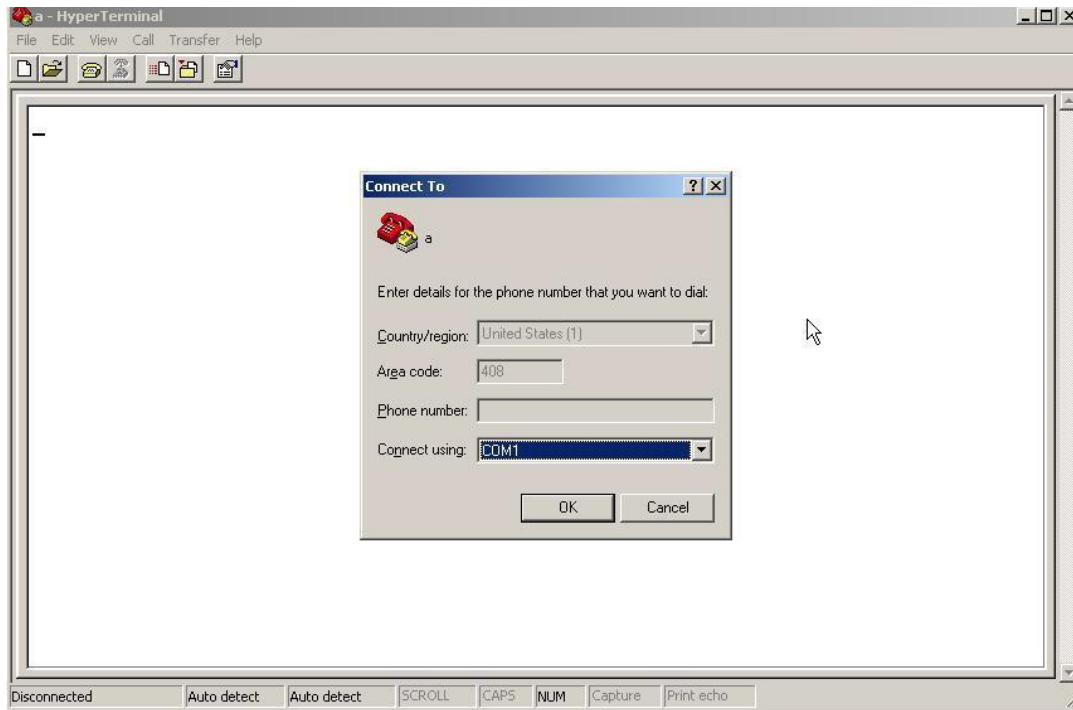 a - HyperTerminal
File Edit View Call Transfer Help
Connect To
a
Enter details for the phone number that you want to dial:
Country/region: United States (1)
Area code: 408
Phone number:
Connect using: COM1
OK Cancel
Disconnected Auto detect Auto detect SCROLL CAPS NUM Capture Print echo